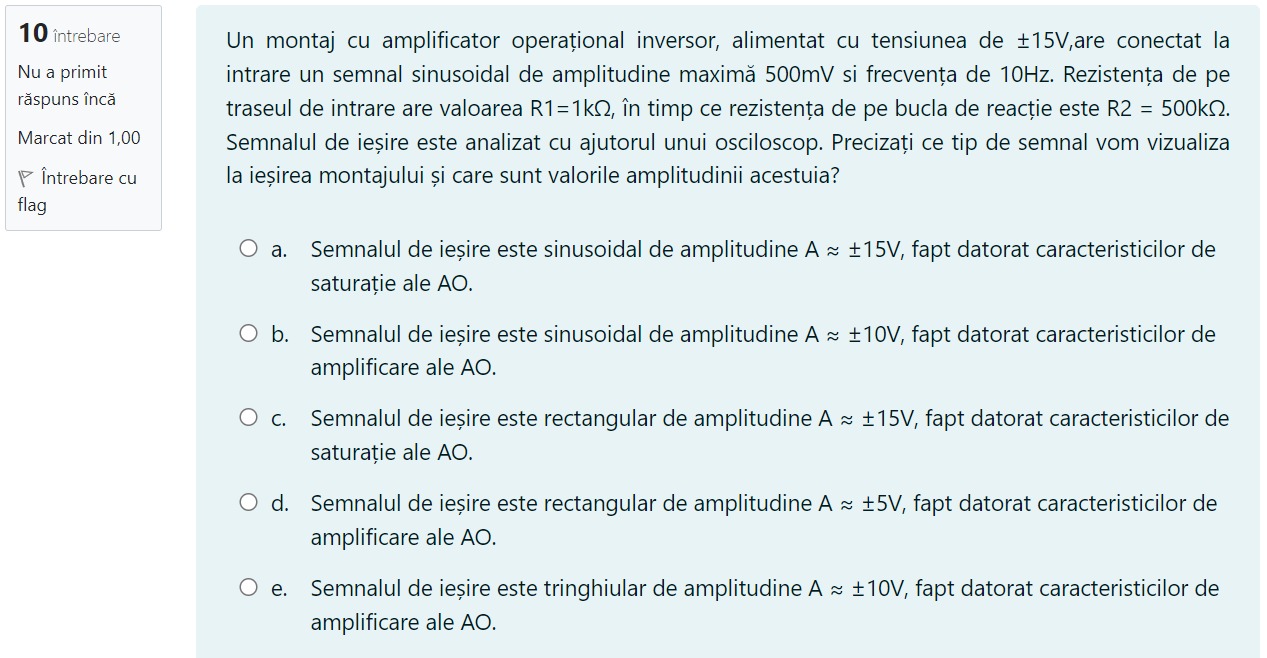 10 întrebare
Nu a primit
răspuns încă
Marcat din 1,00
Întrebare cu
flag
Un montaj cu amplificator operațional inversor, alimentat cu tensiunea de ±15V,are conectat la
intrare un semnal sinusoidal de amplitudine maximă 500mV si frecvența de 10Hz. Rezistența de pe
traseul de intrare are valoarea R1=1kΩ, în timp ce rezistența de pe bucla de reacție este R2 = 500kΩ.
Semnalul de ieșire este analizat cu ajutorul unui osciloscop. Precizați ce tip de semnal vom vizualiza
la ieșirea montajului și care sunt valorile amplitudinii acestuia?
a. Semnalul de ieșire este sinusoidal de amplitudine A ≈ ±15V, fapt datorat caracteristicilor de
saturație ale AO.
b. Semnalul de ieșire este sinusoidal de amplitudine A ≈ ±10V, fapt datorat caracteristicilor de
amplificare ale AO.
c. Semnalul de ieșire este rectangular de amplitudine A ≈ ±15V, fapt datorat caracteristicilor de
saturație ale AO.
d. Semnalul de ieșire este rectangular de amplitudine A ≈ ±5V, fapt datorat caracteristicilor de
amplificare ale AO.
e. Semnalul de ieșire este tringhiular de amplitudine A ≈ ±10V, fapt datorat caracteristicilor de
amplificare ale AO.